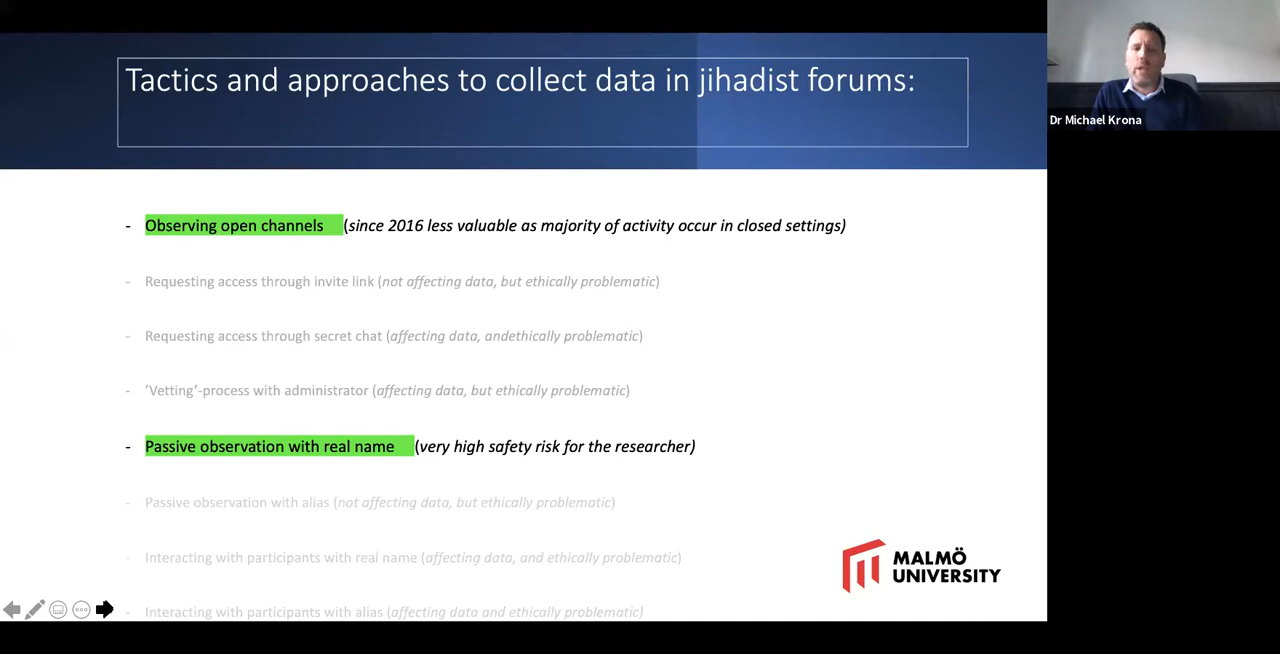 Tactics and approaches to collect data in jihadist forums:
Dr Michael Krona
- Observing open channels (since 2016 less valuable as majority of activity occur in closed settings)
- Requesting access through invite link (not affecting data, but ethically problematic)
- Requesting access through secret chat (affecting data, andethically problematic)
- ’Vetting’-process with administrator (affecting data, but ethically problematic)
- Passive observation with real name (very high safety risk for the researcher)
- Passive observation with alias (not affecting data, but ethically problematic)
- Interacting with participants with real name (affecting data, and ethically problematic)
- Interacting with participants with alias (affecting data and ethically problematic)
MALMÖ
UNIVERSITY